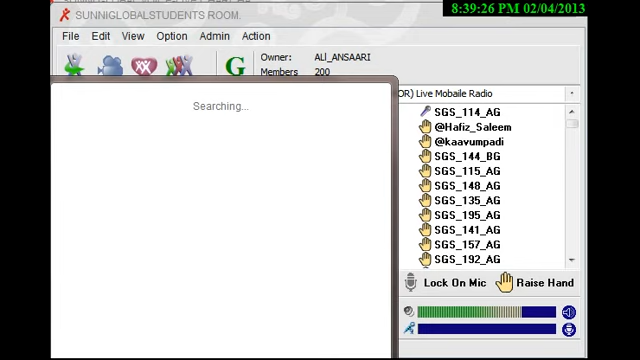 8:39:26 PM 02/04/2013
SUNNIGLOBALSTUDENTS ROOM.
File Edit View Option Admin Action
Owner: ALI_ANSAARI
Members 200
G
Searching...
OR) Live Mobaile Radio
SGS_114_AG
@Hafiz_Saleem
@kaavumpadi
SGS_144_BG
SGS_115_AG
SGS_148_AG
SGS_135_AG
SGS_195_AG
SGS_141_AG
SGS_157_AG
SGS_192_AG
Lock On Mic Raise Hand